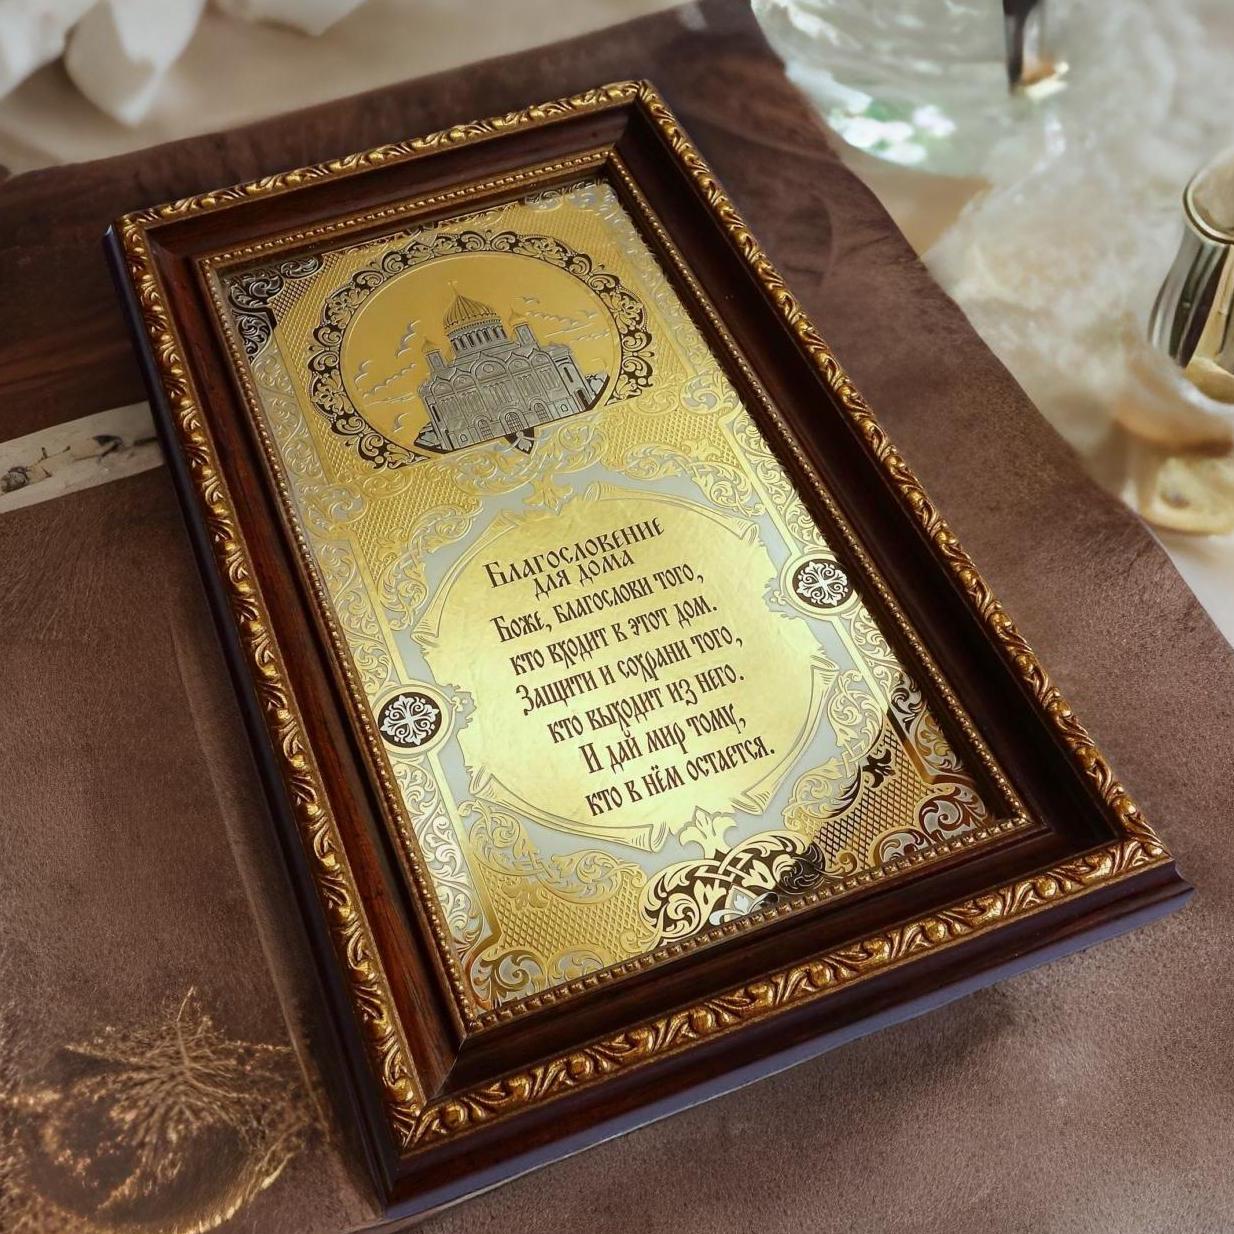 Благословение
для дома
Боже, благослови того,
кто входит в этот дом.
Защити и сохрани того,
кто выходит из него.
И дай мир тому,
кто в нём остается.